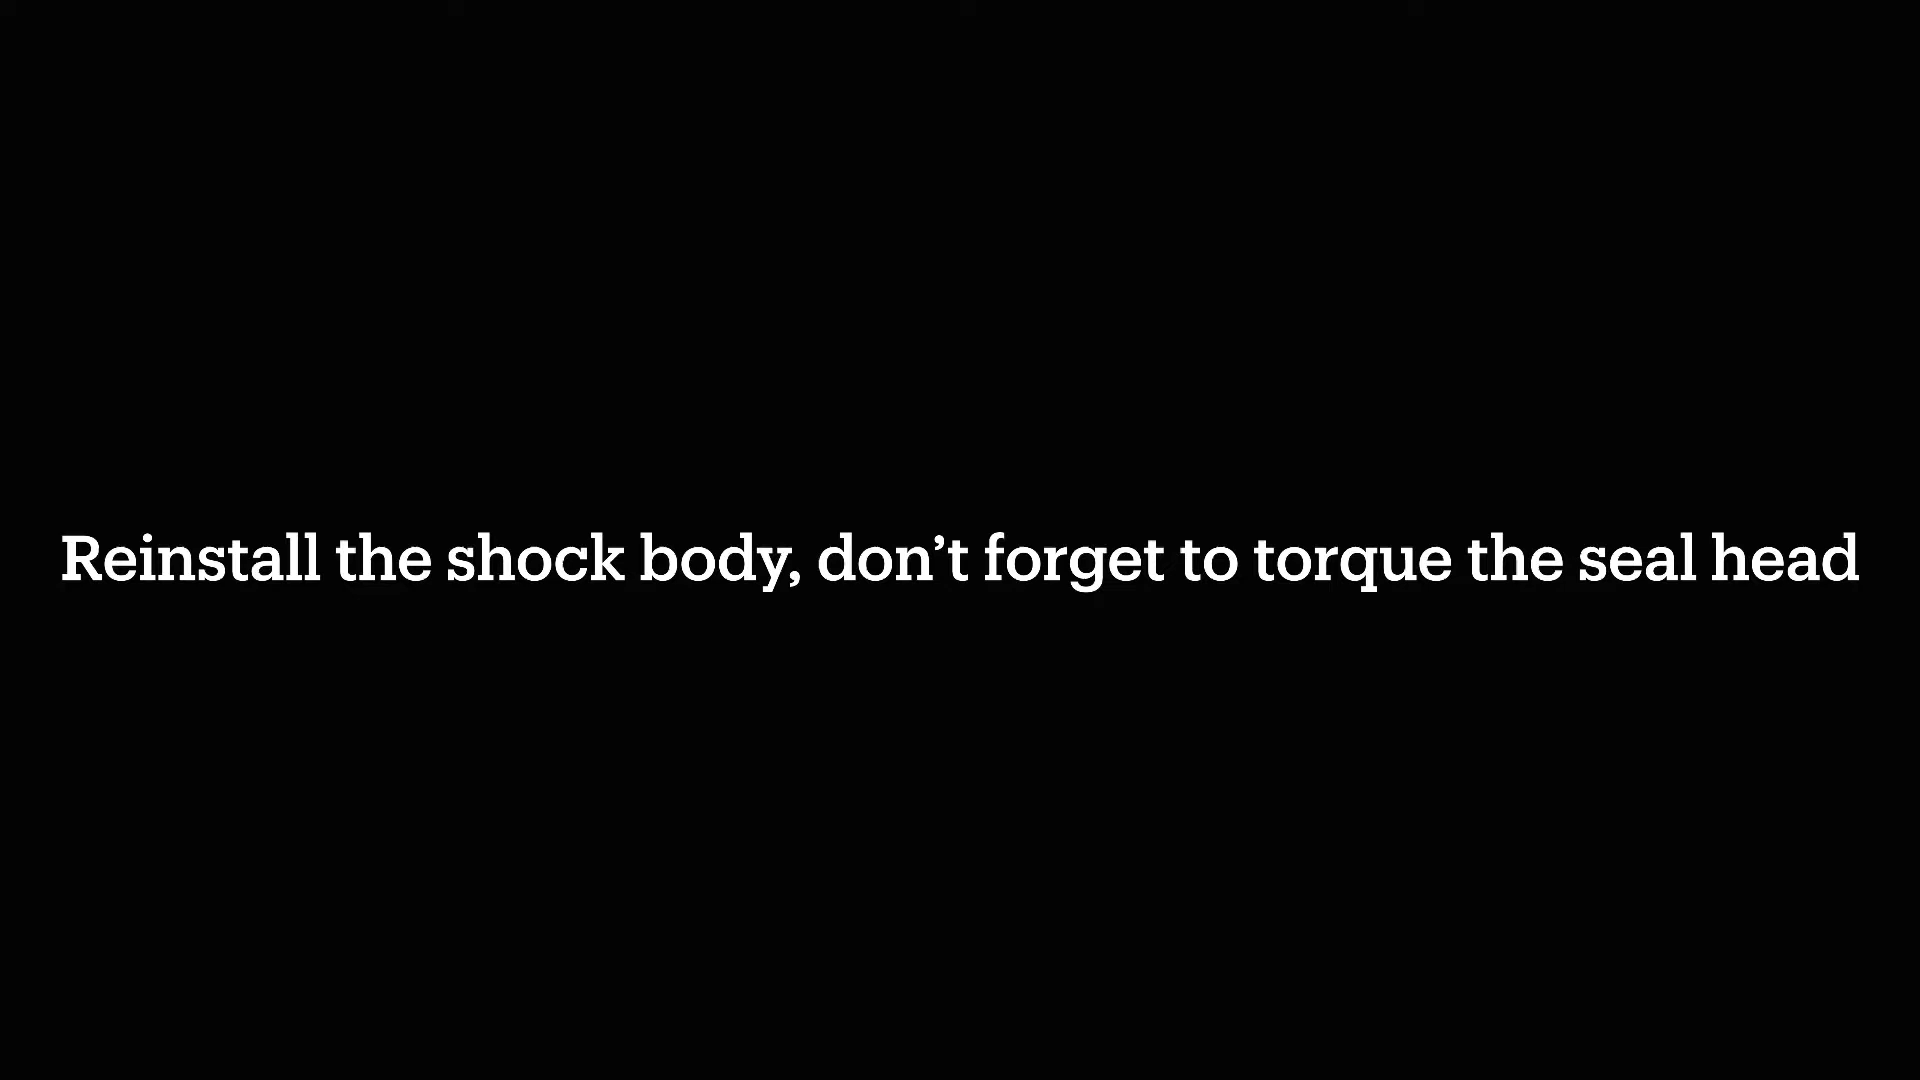 Reinstall the shock body, don’t forget to torque the seal head